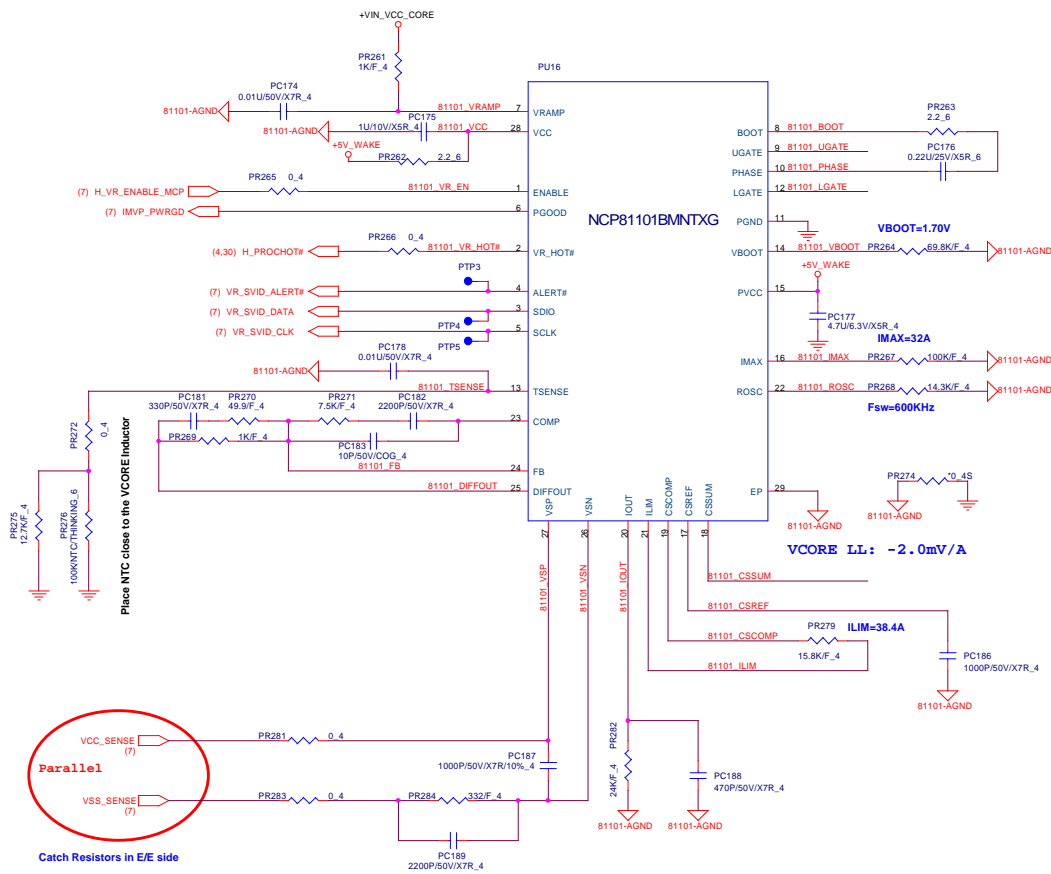 +VIN_VCC_CORE
PR261
1K/F_4
PU16
PC174
0.01U/50V/X7R_4
81101-AGND
81101_VRAMP
7
VRAMP
PC175
1U/10V/X5R_4
81101-AGND
81101_VCC
28
VCC
+5V_WAKE
PR262
2.2_6
PR265
0_4
(7) H_VR_ENABLE_MCP
81101_VR_EN
1
ENABLE
(7) IMVP_PWRGD
6
PGOOD
PR266
0_4
(4,30) H_PROCHOT#
81101_VR_HOT#
2
VR_HOT#
PTP3
(7) VR_SVID_ALERT#
4
ALERT#
(7) VR_SVID_DATA
3
SDIO
PTP4
(7) VR_SVID_CLK
5
SCLK
PTP5
PC178
0.01U/50V/X7R_4
81101-AGND
81101_TSENSE
13
TSENSE
PC181
330P/50V/X7R_4
PR270
49.9/F_4
PR271
7.5K/F_4
PC182
2200P/50V/X7R_4
23
COMP
PR269
1K/F_4
PC183
10P/50V/COG_4
81101_FB
24
FB
81101_DIFFOUT
25
DIFFOUT
PR272
0_4
PR275
12.7K/F_4
PR276
100K/NTC/THINKING_6
Place NTC close to the VCORE Inductor
NCP81101BMNTXG
BOOT
8
81101_BOOT
PR263
2.2_6
UGATE
9
81101_UGATE
PC176
0.22U/25V/X5R_6
PHASE
10
81101_PHASE
LGATE
12
81101_LGATE
PGND
11
VBOOT=1.70V
VBOOT
14
81101_VBOOT
PR264
69.8K/F_4
81101-AGND
+5V_WAKE
PVCC
15
PC177
4.7U/6.3V/X5R_4
IMAX=32A
IMAX
16
81101_IMAX
PR267
100K/F_4
81101-AGND
ROSC
22
81101_ROSC
PR268
14.3K/F_4
81101-AGND
Fsw=600KHz
PR274
*0_4S
EP
29
81101-AGND
81101-AGND
VCORE LL: -2.0mV/A
VSP
27
81101_VSP
VSN
26
81101_VSN
IOUT
20
81101_IOUT
ILIM
21
CSCOMP
19
CSREF
17
CSSUM
18
81101_CSSUM
81101_CSREF
PR279
ILIM=38.4A
81101_CSCOMP
15.8K/F_4
81101_ILIM
PC186
1000P/50V/X7R_4
81101-AGND
VCC_SENSE
(7)
PR281
0_4
Parallel
PC187
1000P/50V/X7R/10%_4
VSS_SENSE
(7)
PR283
0_4
PR284
332/F_4
PC189
2200P/50V/X7R_4
PR282
24K/F_4
81101-AGND
PC188
470P/50V/X7R_4
81101-AGND
Catch Resistors in E/E side